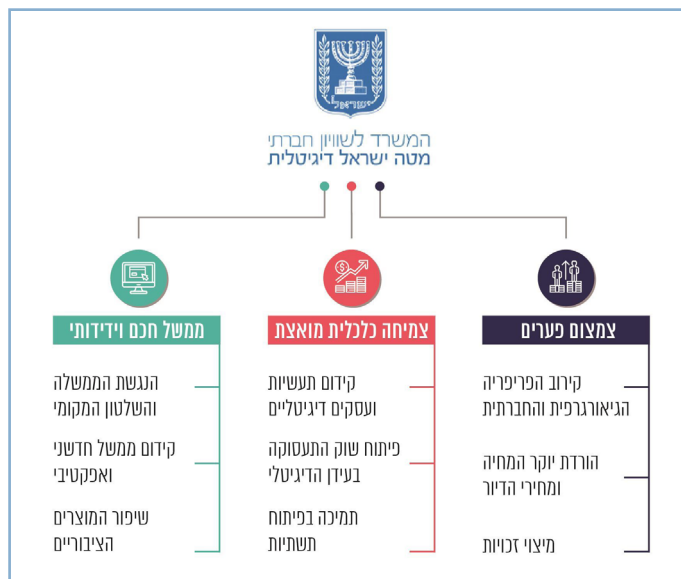 ישראל
המשרד לשוויון חברתי
מטה ישראל דיגיטלית
צמצום פערים
קירוב הפריפריה
הגיאורגרפית והחברתית
הורדת יוקר המחיה
ומחירי הדיור
מיצוי זכויות
צמיחה כלכלית מואצת
קידום תעשיות
ועסקים דיגיטליים
פיתוח שוק התעסוקה
בעידן הדיגיטלי
תמיכה בפיתוח
תשתיות
ממשל חכם וידידותי
הנגשת הממשלה
והשלטון המקומי
קידום ממשל חדשני
ואפקטיבי
שיפור המוצרים
הציבוריים